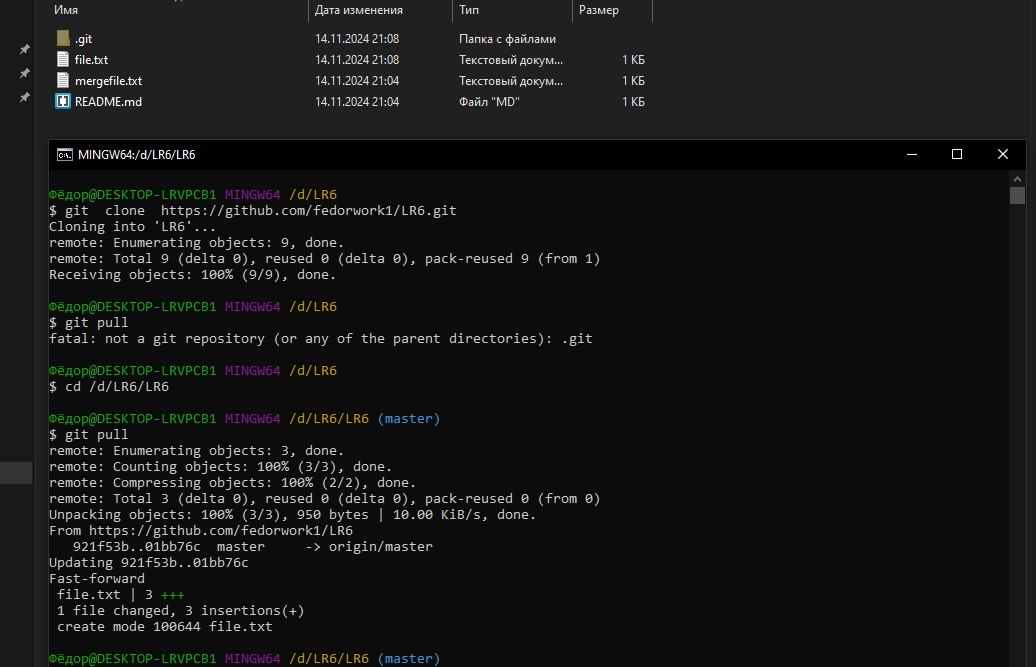 Имя Дата изменения Тип Размер
.git 14.11.2024 21:08 Папка с файлами
file.txt 14.11.2024 21:08 Текстовый докум... 1 КБ
mergefile.txt 14.11.2024 21:04 Текстовый докум... 1 КБ
README.md 14.11.2024 21:04 Файл "MD" 1 КБ
MINGW64:/d/LR6/LR6
Фёдор@DESKTOP-LRVPCB1 MINGW64 /d/LR6
$ git  clone  https://github.com/fedorwork1/LR6.git
Cloning into 'LR6'...
remote: Enumerating objects: 9, done.
remote: Total 9 (delta 0), reused 0 (delta 0), pack-reused 9 (from 1)
Receiving objects: 100% (9/9), done.
Фёдор@DESKTOP-LRVPCB1 MINGW64 /d/LR6
$ git pull
fatal: not a git repository (or any of the parent directories): .git
Фёдор@DESKTOP-LRVPCB1 MINGW64 /d/LR6
$ cd /d/LR6/LR6
Фёдор@DESKTOP-LRVPCB1 MINGW64 /d/LR6/LR6 (master)
$ git pull
remote: Enumerating objects: 3, done.
remote: Counting objects: 100% (3/3), done.
remote: Compressing objects: 100% (2/2), done.
remote: Total 3 (delta 0), reused 0 (delta 0), pack-reused 0 (from 0)
Unpacking objects: 100% (3/3), 950 bytes | 10.00 KiB/s, done.
From https://github.com/fedorwork1/LR6
   921f53b..01bb76c  master     -> origin/master
Updating 921f53b..01bb76c
Fast-forward
 file.txt | 3 +++
 1 file changed, 3 insertions(+)
 create mode 100644 file.txt
Фёдор@DESKTOP-LRVPCB1 MINGW64 /d/LR6/LR6 (master)